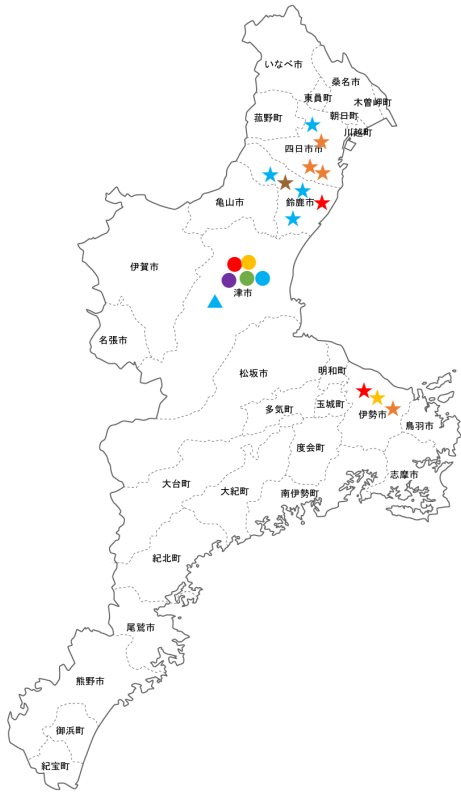 いなべ市
桑名市
東員町
木曽岬町
朝日町
菰野町
川越町
四日市市
亀山市
鈴鹿市
伊賀市
津市
名張市
松坂市
明和町
玉城町
多気町
伊勢市
鳥羽市
度会町
志摩市
大台町
大紀町
南伊勢町
紀北町
尾鷲市
熊野市
御浜町
紀宝町